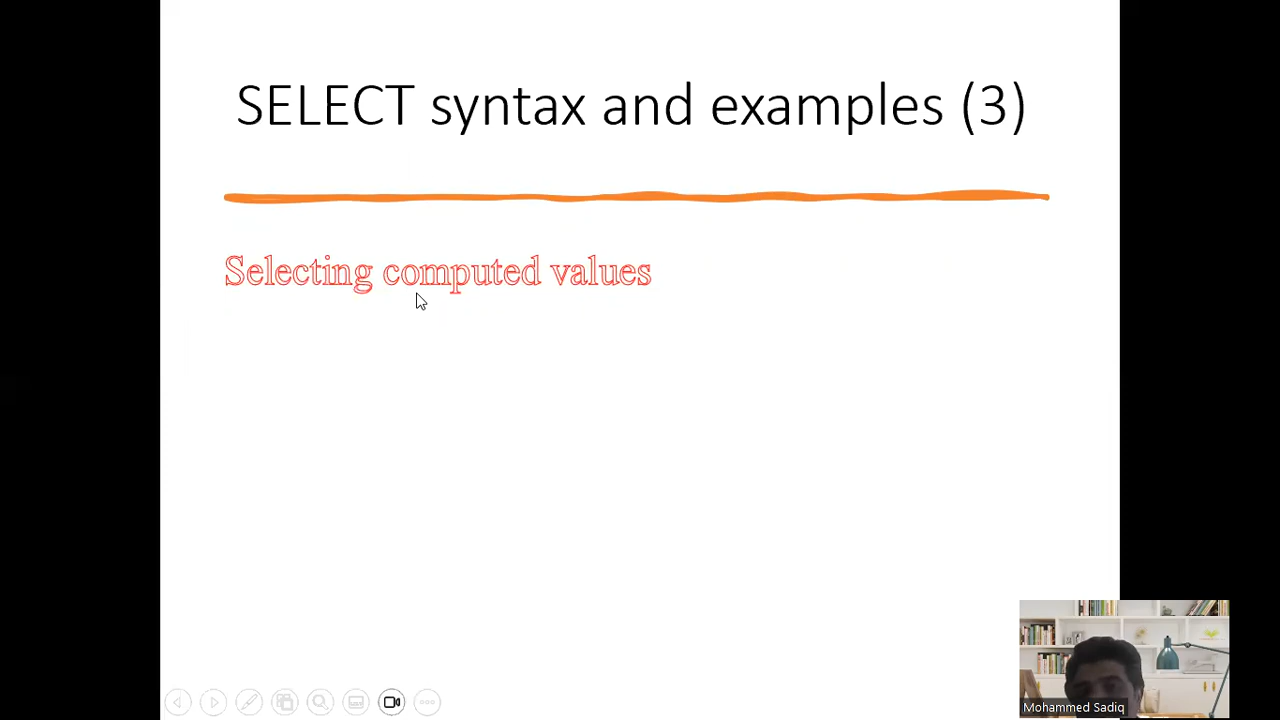 SELECT syntax and examples (3)
Selecting computed values
Mohammed Sadiq